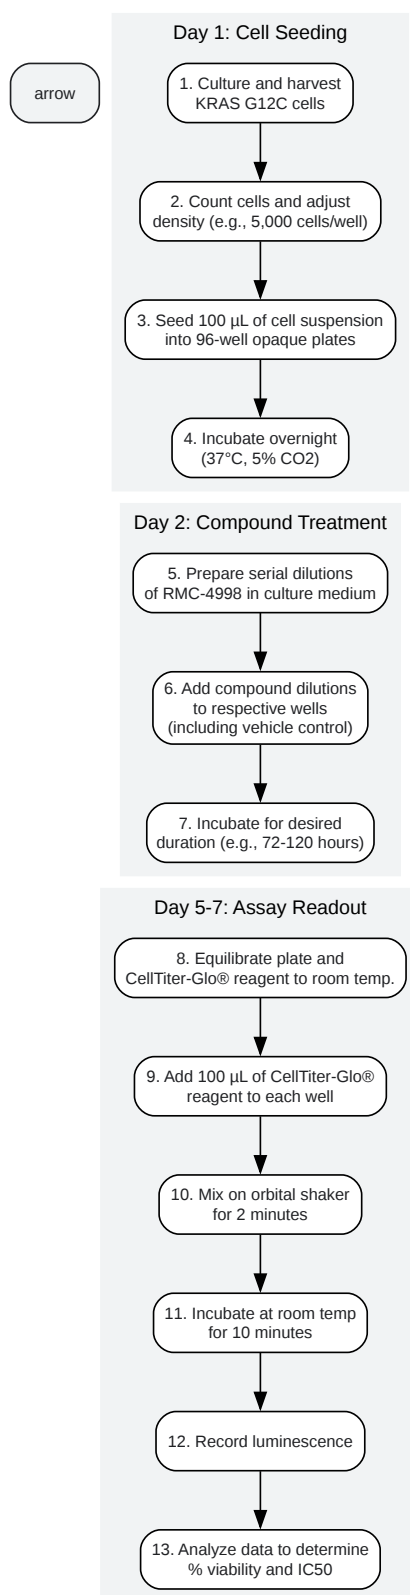 Day 1: Cell Seeding
arrow
1. Culture and harvest
KRAS G12C cells
2. Count cells and adjust
density (e.g., 5,000 cells/well)
3. Seed 100 µL of cell suspension
into 96-well opaque plates
4. Incubate overnight
(37°C, 5% CO2)
Day 2: Compound Treatment
5. Prepare serial dilutions
of RMC-4998 in culture medium
6. Add compound dilutions
to respective wells
(including vehicle control)
7. Incubate for desired
duration (e.g., 72-120 hours)
Day 5-7: Assay Readout
8. Equilibrate plate and
CellTiter-Glo® reagent to room temp.
9. Add 100 µL of CellTiter-Glo®
reagent to each well
10. Mix on orbital shaker
for 2 minutes
11. Incubate at room temp
for 10 minutes
12. Record luminescence
13. Analyze data to determine
% viability and IC50